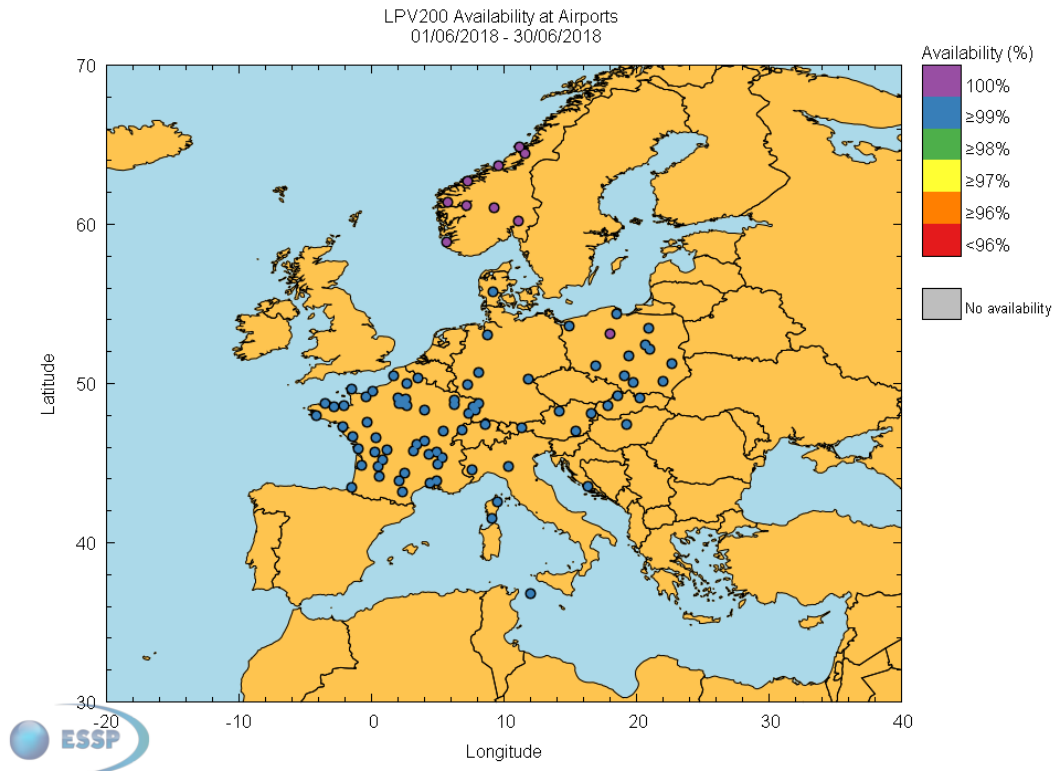 LPV200 Availability at Airports
01/06/2018 - 30/06/2018
Availability (%)
100%
≥99%
≥98%
≥97%
≥96%
<96%
No availability
Latitude
70
60
50
40
30
-20
-10
0
10
20
30
40
Longitude
ESSP